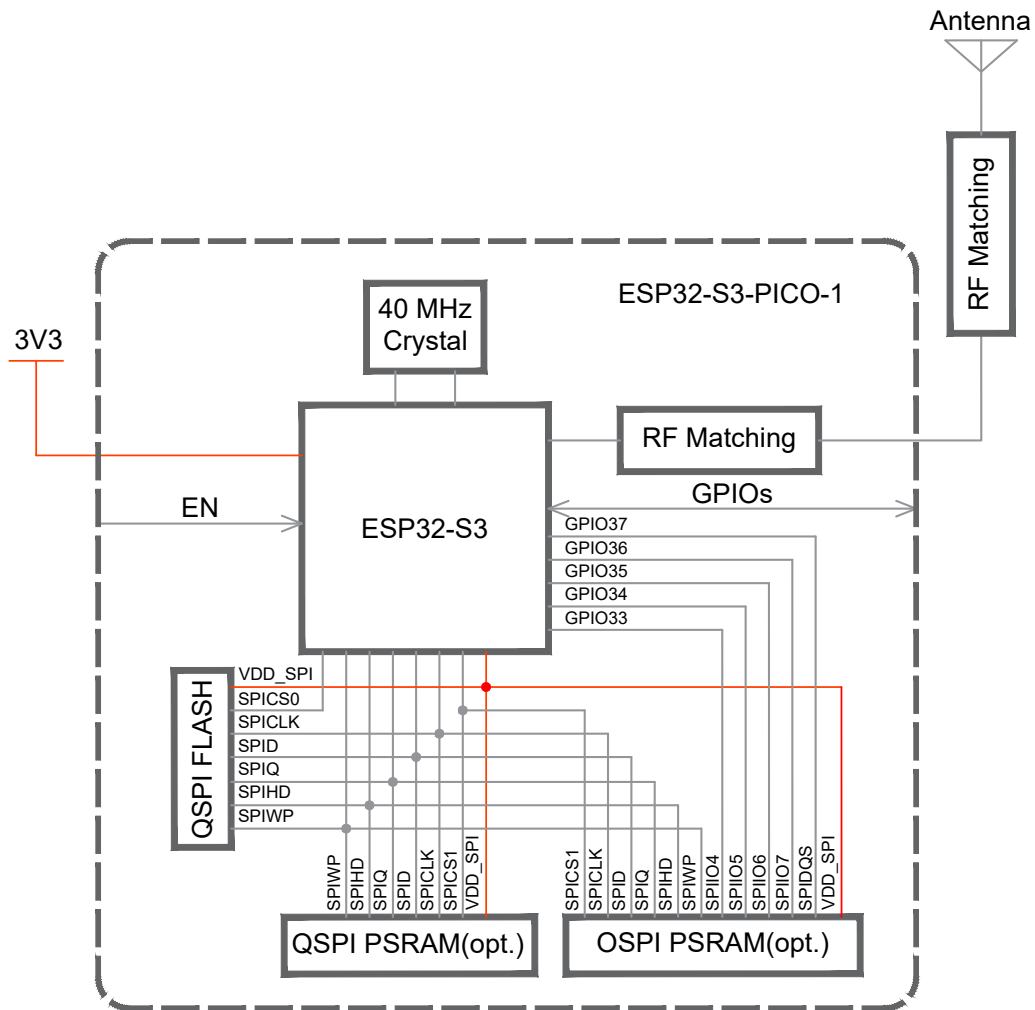 Antenna
RF Matching
ESP32-S3-PICO-1
40 MHz
Crystal
3V3
RF Matching
EN
GPIOs
ESP32-S3
GPIO37
GPIO36
GPIO35
GPIO34
GPIO33
QSPI FLASH
VDD_SPI
SPICS0
SPICLK
SPID
SPIQ
SPIHD
SPIWP
SPIWP
SPIHD
SPIQ
SPID
SPICLK
SPICS1
VDD_SPI
SPICS1
SPICLK
SPID
SPIQ
SPIHD
SPIWP
SPIIO4
SPIIO5
SPIIO6
SPIIO7
SPIDQS
VDD_SPI
QSPI PSRAM(opt.)
OSPI PSRAM(opt.)